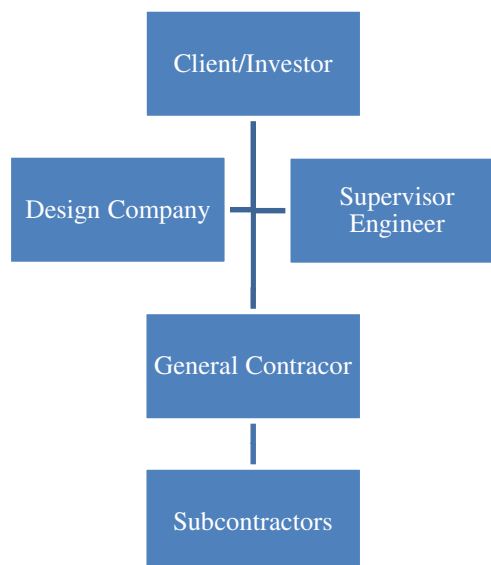 Client/Investor
Design Company
Supervisor
Engineer
General Contracor
Subcontractors